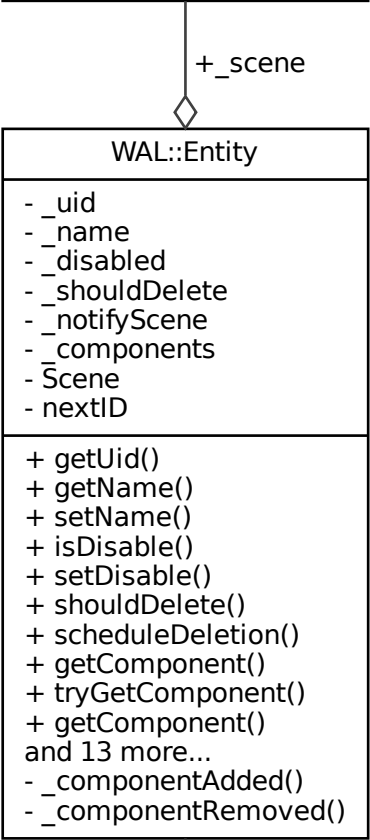 +_scene
WAL::Entity
- _uid
- _name
- _disabled
- _shouldDelete
- _notifyScene
- _components
- Scene
- nextID
+ getUid()
+ getName()
+ setName()
+ isDisable()
+ setDisable()
+ shouldDelete()
+ scheduleDeletion()
+ getComponent()
+ tryGetComponent()
+ getComponent()
and 13 more...
- _componentAdded()
- _componentRemoved()